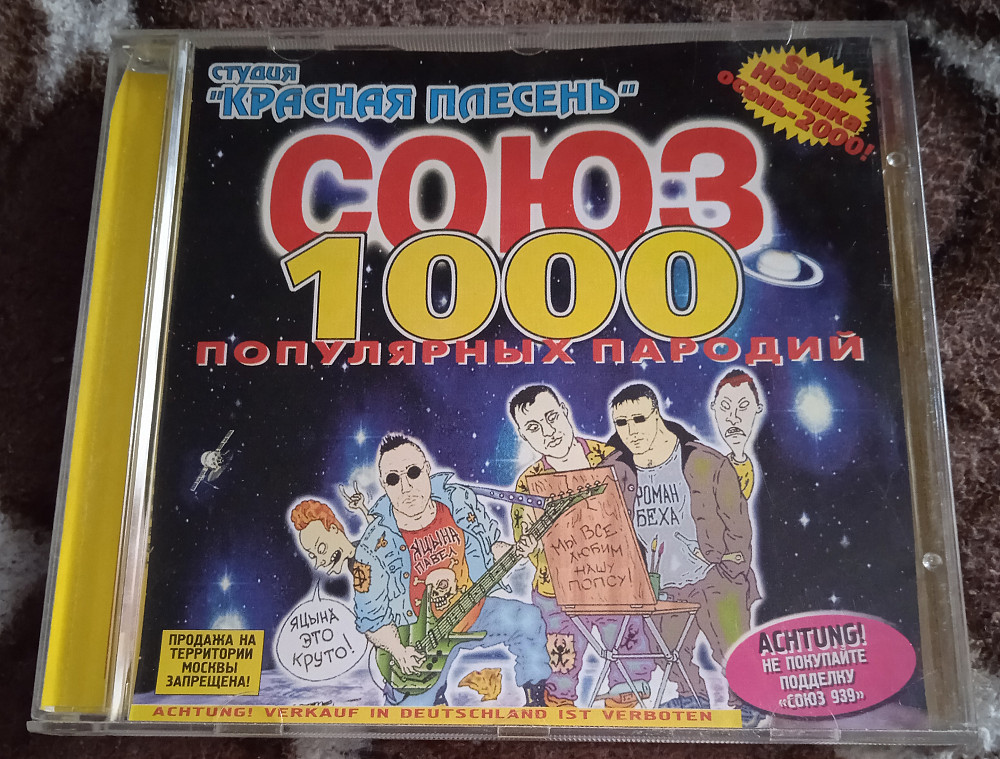 СТУДИЯ
"КРАСНАЯ ПЛЕСЕНЬ"
Super
Новинка
осень-2000!
СОЮЗ
1000
ПОПУЛЯРНЫХ ПАРОДИЙ
ЯЦЫНА
ПАВЕЛ
РОМАН
БЕХА
МЫ ВСЕ
ЛЮБИМ
НАШУ
ПОПСУ!
ЯЦЫНА
ЭТО
КРУТО!
ПРОДАЖА НА
ТЕРРИТОРИИ
МОСКВЫ
ЗАПРЕЩЕНА!
ACHTUNG!
НЕ ПОКУПАЙТЕ
ПОДДЕЛКУ
«СОЮЗ 939»
ACHTUNG! VERKAUF IN DEUTSCHLAND IST VERBOTEN